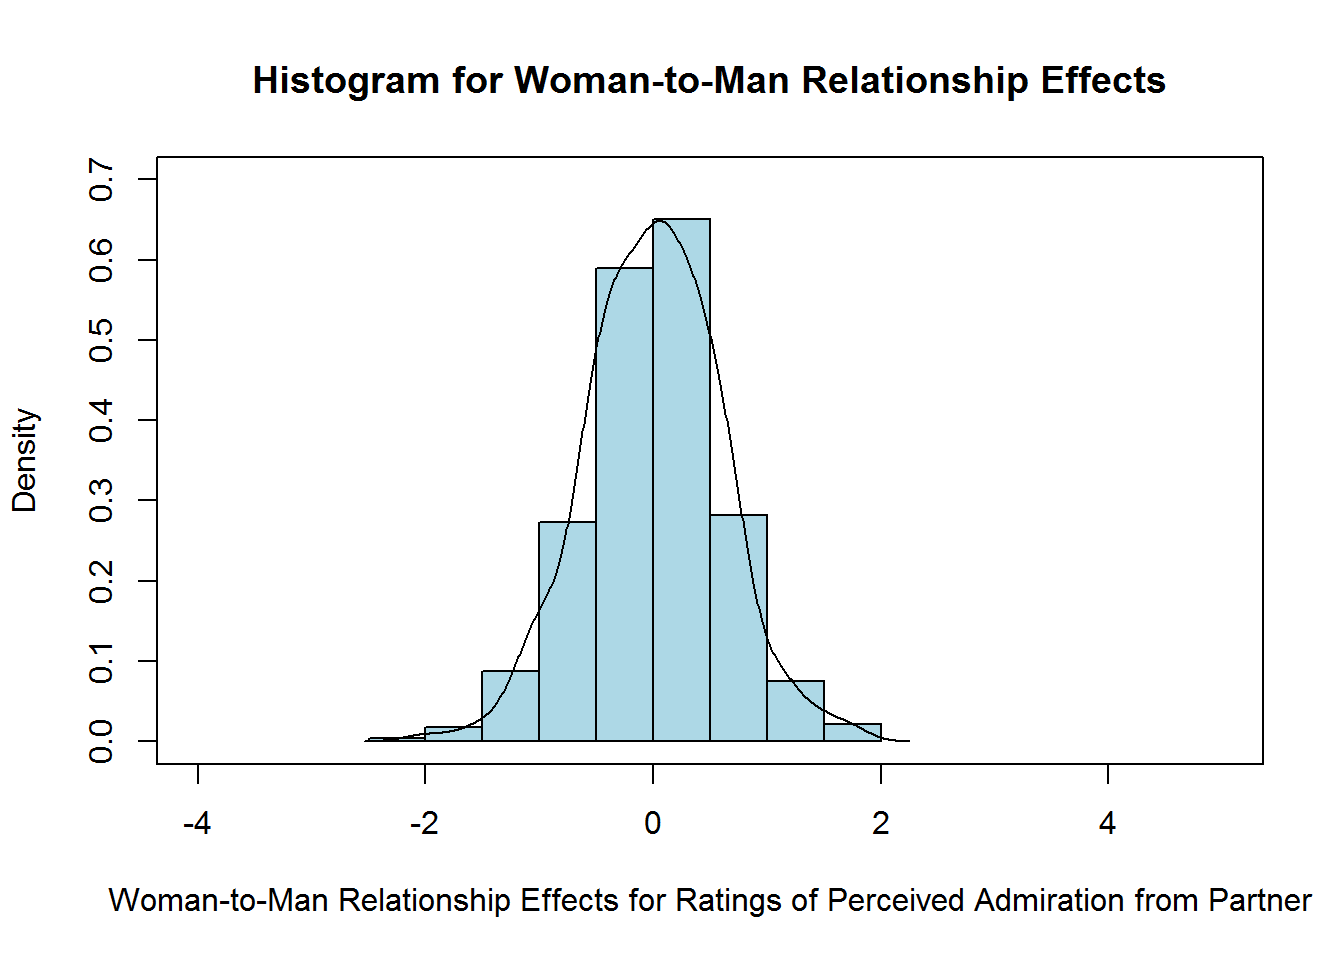 Histogram for Woman-to-Man Relationship Effects
Density
0.7
0.6
0.5
0.4
0.3
0.2
0.1
0.0
-4 -2 0 2 4
Woman-to-Man Relationship Effects for Ratings of Perceived Admiration from Partner